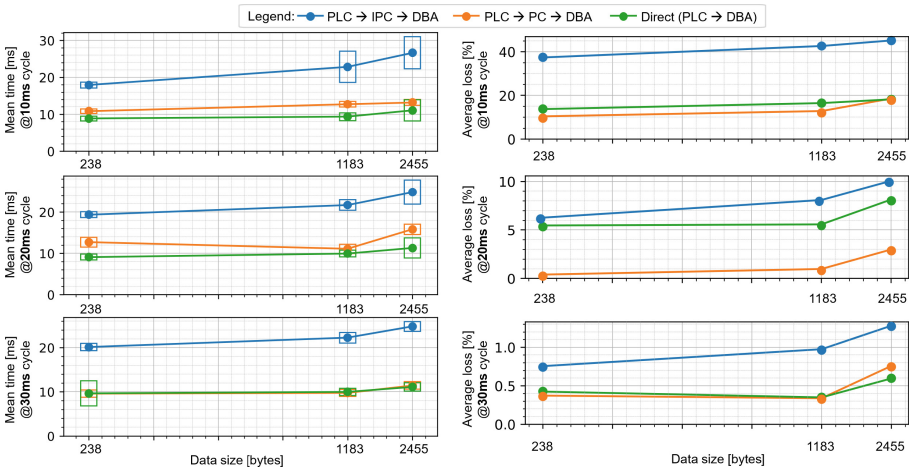 Legend: PLC → IPC → DBA PLC → PC → DBA Direct (PLC → DBA)
Mean time [ms]
@10ms cycle
30
20
10
0
238 1183 2455
Average loss [%]
@10ms cycle
40
20
0
238 1183 2455
Mean time [ms]
@20ms cycle
20
10
0
238 1183 2455
Average loss [%]
@20ms cycle
10
5
0
238 1183 2455
Mean time [ms]
@30ms cycle
20
10
0
238 1183 2455
Data size [bytes]
Average loss [%]
@30ms cycle
1.0
0.5
0.0
238 1183 2455
Data size [bytes]